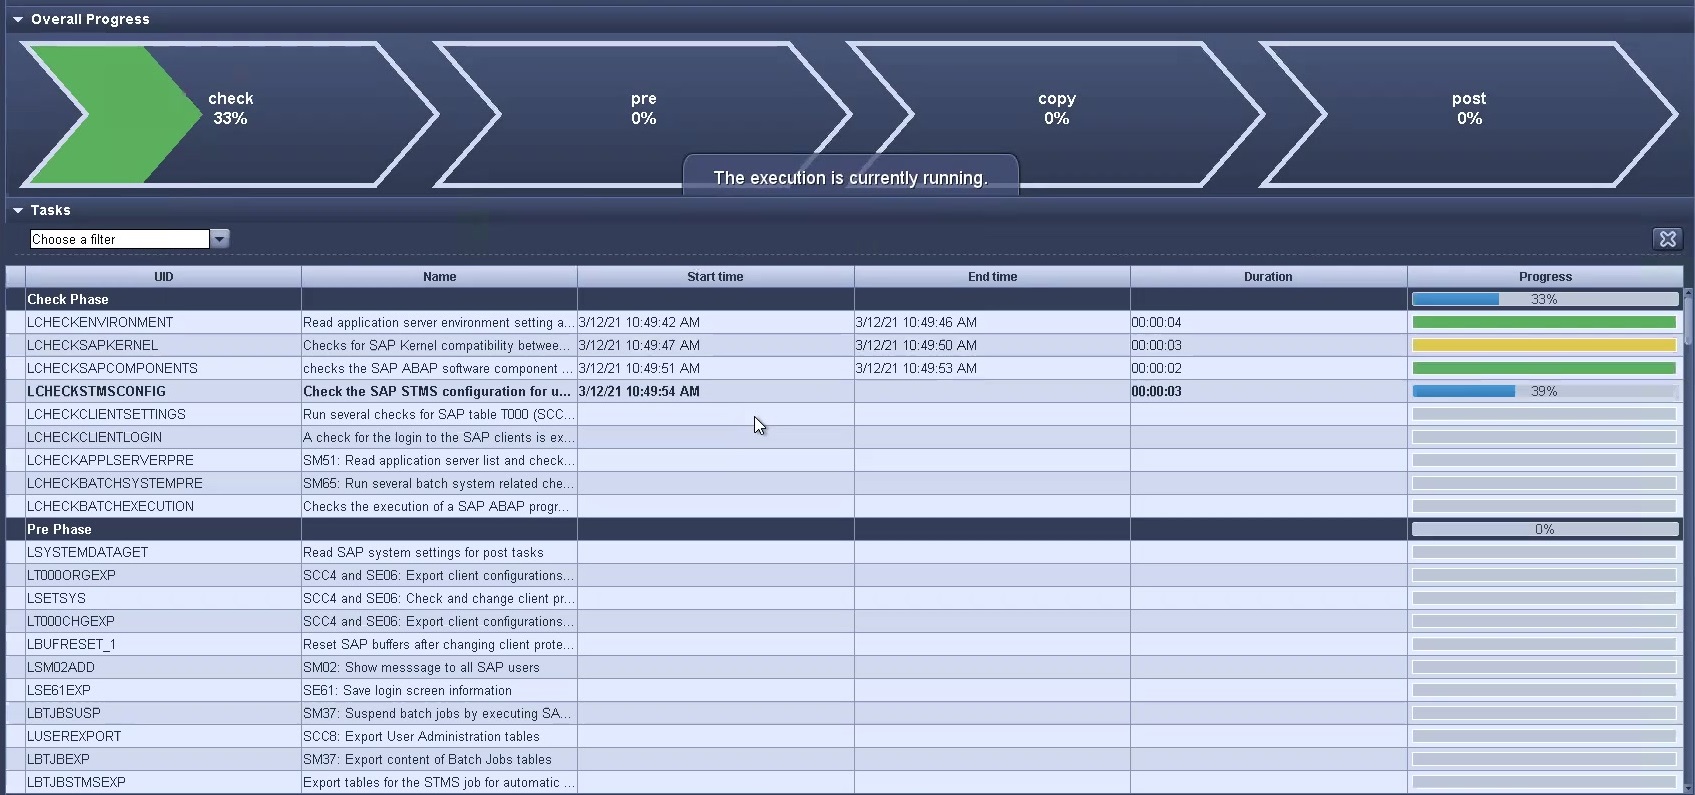 Overall Progress
check
33%
pre
0%
copy
0%
post
0%
The execution is currently running.
Tasks
Choose a filter
UID Name Start time End time Duration Progress
Check Phase 33%
LCHECKENVIRONMENT Read application server environment setting a... 3/12/21 10:49:42 AM 3/12/21 10:49:46 AM 00:00:04
LCHECKSAPKERNEL Checks for SAP Kernel compatibility betwee... 3/12/21 10:49:47 AM 3/12/21 10:49:50 AM 00:00:03
LCHECKSAPCOMPONENTS checks the SAP ABAP software component ... 3/12/21 10:49:51 AM 3/12/21 10:49:53 AM 00:00:02
LCHECKSTMSCONFIG Check the SAP STMS configuration for u... 3/12/21 10:49:54 AM 00:00:03 39%
LCHECKCLIENTSETTINGS Run several checks for SAP table T000 (SCC...
LCHECKCLIENTLOGIN A check for the login to the SAP clients is ex...
LCHECKAPPLSERVERPRE SM51: Read application server list and check...
LCHECKBATCHSYSTEMPRE SM65: Run several batch system related che...
LCHECKBATCHEXECUTION Checks the execution of a SAP ABAP progr...
Pre Phase 0%
LSYSTEMDATAGET Read SAP system settings for post tasks
LT000ORGEXP SCC4 and SE06: Export client configurations...
LSETSYS SCC4 and SE06: Check and change client pr...
LT000CHGEXP SCC4 and SE06: Export client configurations...
LBUFRESET_1 Reset SAP buffers after changing client prote...
LSM02ADD SM02: Show messsage to all SAP users
LSE61EXP SE61: Save login screen information
LBTJBSUSP SM37: Suspend batch jobs by executing SA...
LUSEREXPORT SCC8: Export User Administration tables
LBTJBEXP SM37: Export content of Batch Jobs tables
LBTJBSTMSEXP Export tables for the STMS job for automatic ...